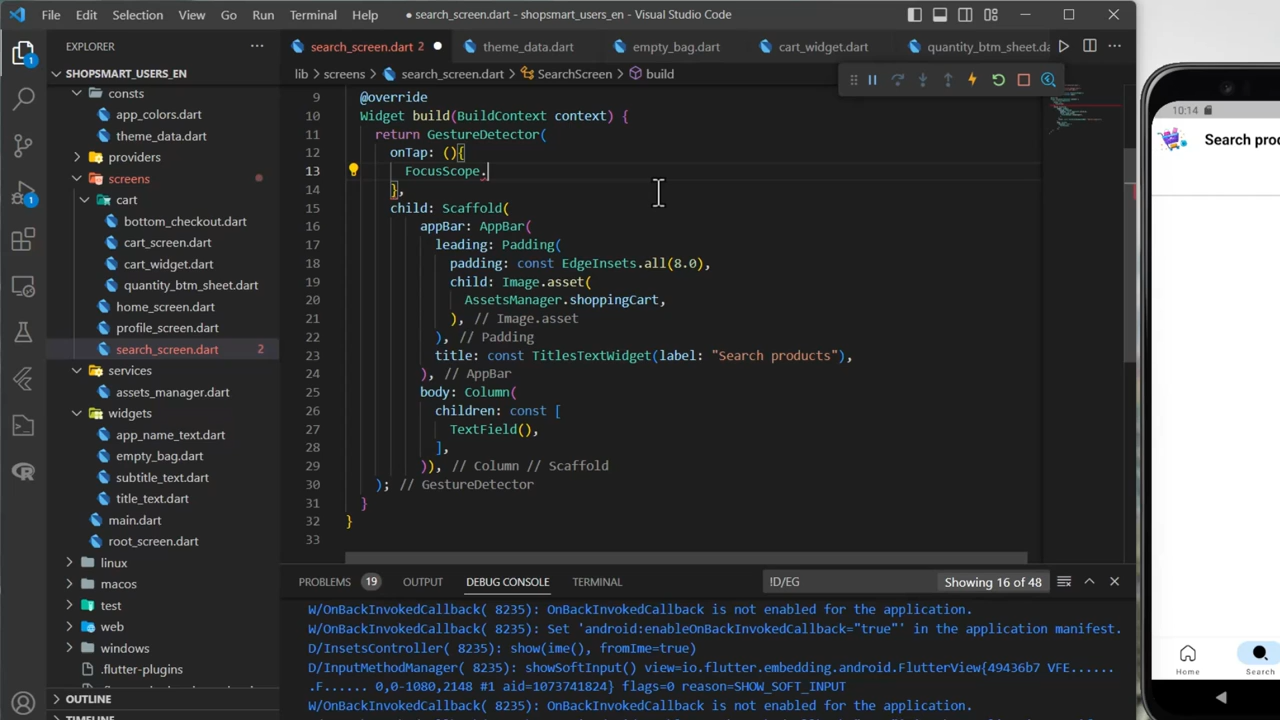 File Edit Selection View Go Run Terminal Help
search_screen.dart - shopsmart_users_en - Visual Studio Code
EXPLORER
search_screen.dart 2
theme_data.dart
empty_bag.dart
cart_widget.dart
quantity_btm_sheet.da
SHOPSMART_USERS_EN
lib > screens > search_screen.dart > SearchScreen > build
consts
app_colors.dart
theme_data.dart
providers
screens
cart
bottom_checkout.dart
cart_screen.dart
cart_widget.dart
quantity_btm_sheet.dart
home_screen.dart
profile_screen.dart
search_screen.dart 2
services
assets_manager.dart
widgets
app_name_text.dart
empty_bag.dart
subtitle_text.dart
title_text.dart
main.dart
root_screen.dart
linux
macos
test
web
windows
.flutter-plugins
OUTLINE
1
1
9 @override
10 Widget build(BuildContext context) {
11 return GestureDetector(
12 onTap: (){
13 FocusScope.
14 },
15 child: Scaffold(
16 appBar: AppBar(
17 leading: Padding(
18 padding: const EdgeInsets.all(8.0),
19 child: Image.asset(
20 AssetsManager.shoppingCart,
21 ), // Image.asset
22 ), // Padding
23 title: const TitlesTextWidget(label: "Search products"),
24 ), // AppBar
25 body: Column(
26 children: const [
27 TextField(),
28 ],
29 )), // Column // Scaffold
30 ); // GestureDetector
31 }
32 }
33
PROBLEMS 19 OUTPUT DEBUG CONSOLE TERMINAL
!D/EG
Showing 16 of 48
W/OnBackInvokedCallback( 8235): OnBackInvokedCallback is not enabled for the application.
W/OnBackInvokedCallback( 8235): Set 'android:enableOnBackInvokedCallback="true"' in the application manifest.
D/InsetsController( 8235): show(ime(), fromIme=true)
D/InputMethodManager( 8235): showSoftInput() view=io.flutter.embedding.android.FlutterView{49436b7 VFE......
.F...... 0,0-1080,2148 #1 aid=1073741824} flags=0 reason=SHOW_SOFT_INPUT
W/OnBackInvokedCallback( 8235): OnBackInvokedCallback is not enabled for the application.
10:14
Search prod
Home
Search